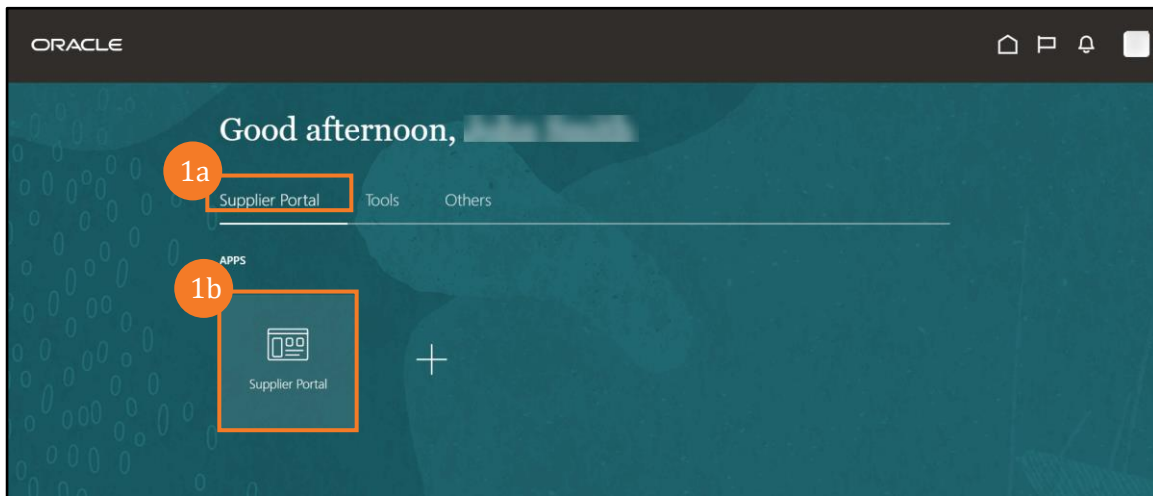 ORACLE
Good afternoon,
1a
Supplier Portal Tools Others
APPS
1b
Supplier Portal